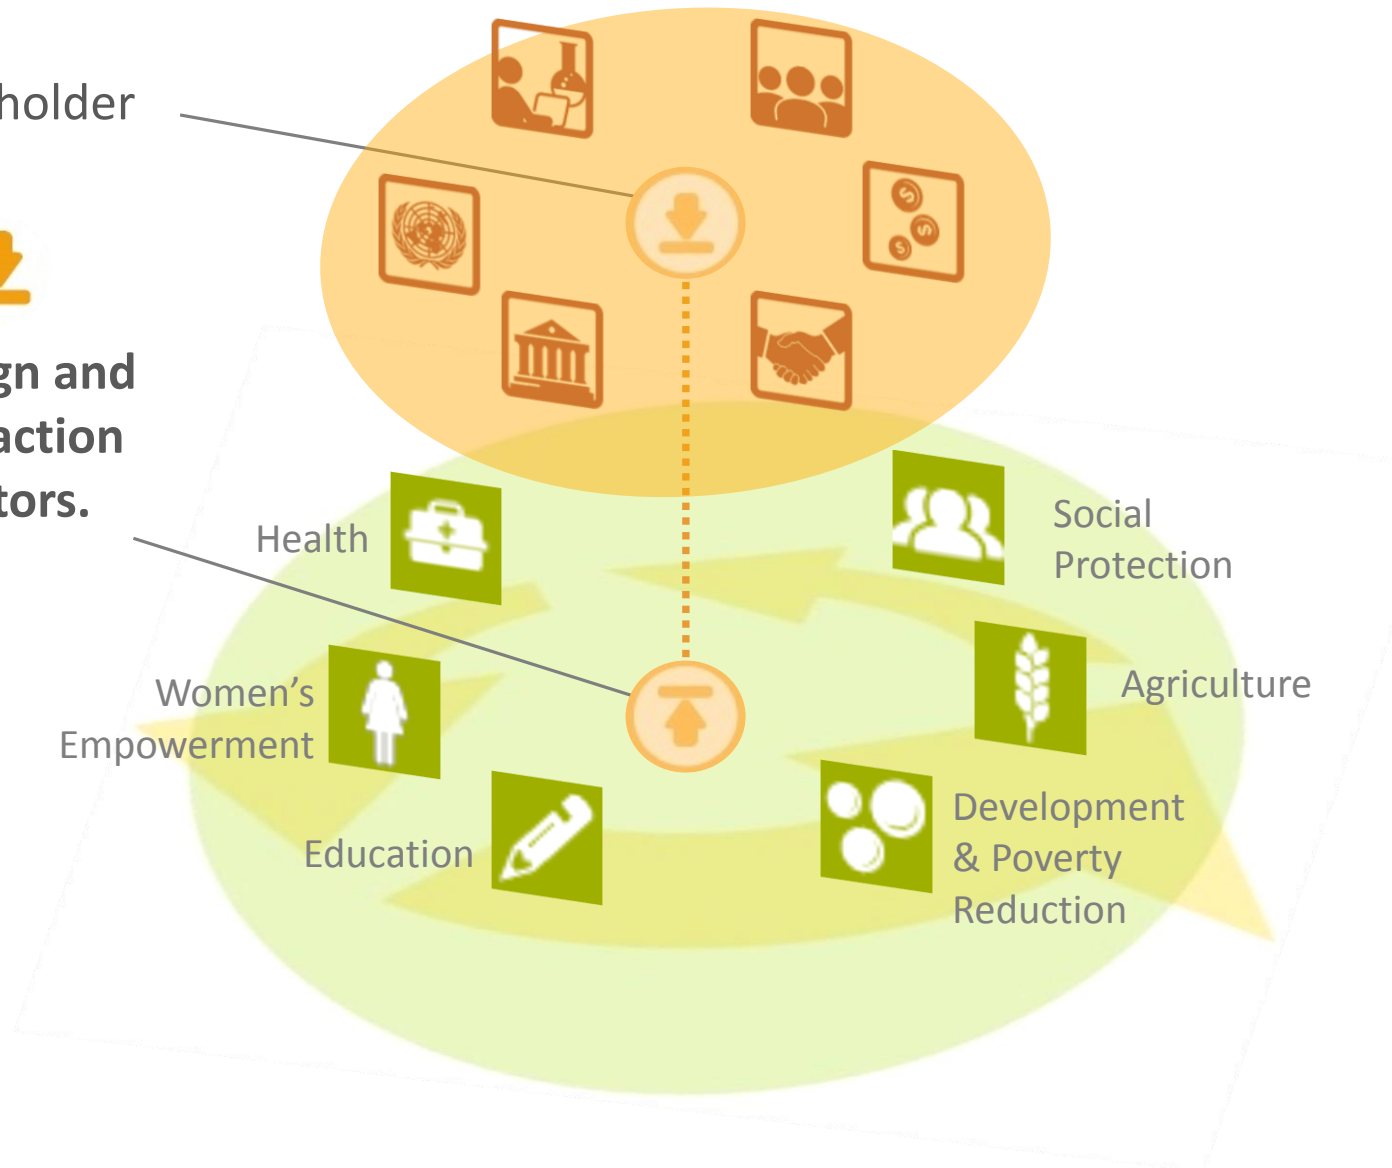 holder
gn and
action
tors.
Health
Social
Protection
Women's
Empowerment
Agriculture
Education
Development
& Poverty
Reduction